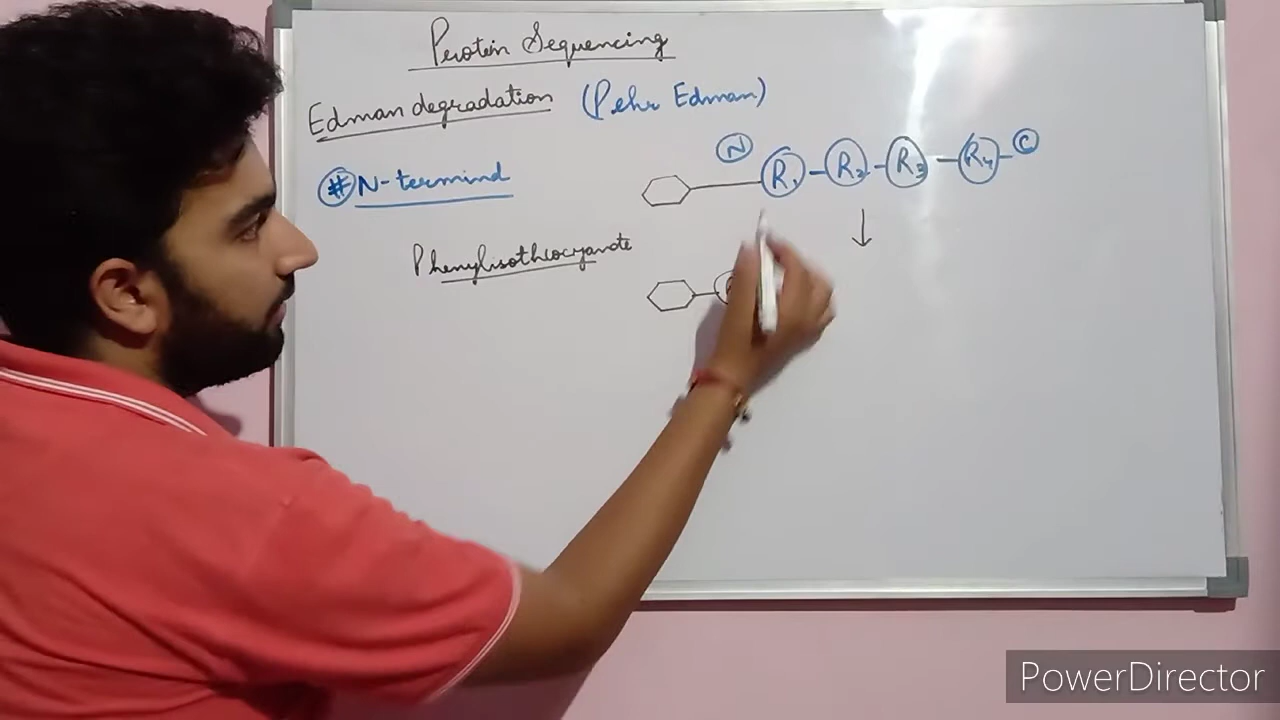 Protein Sequencing
Edman degradation (Pehr Edman)
# N-terminal
N R1 - R2 - R3 - R4 - C
Phenylisothiocyanate
PowerDirector